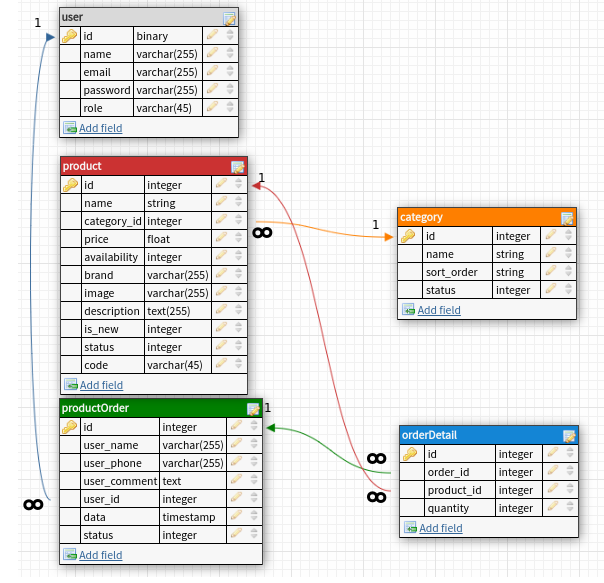 user
1
id binary
name varchar(255)
email varchar(255)
password varchar(255)
role varchar(45)
Add field
product
id integer
1
name string
category_id integer
price float
availability integer
brand varchar(255)
image varchar(255)
description text(255)
is_new integer
status integer
code varchar(45)
Add field
∞
1
category
id integer
name string
sort_order string
status integer
Add field
productOrder
1
id integer
user_name varchar(255)
user_phone varchar(255)
user_comment text
user_id integer
data timestamp
status integer
Add field
∞
orderDetail
id integer
order_id integer
product_id integer
quantity integer
Add field
∞
∞